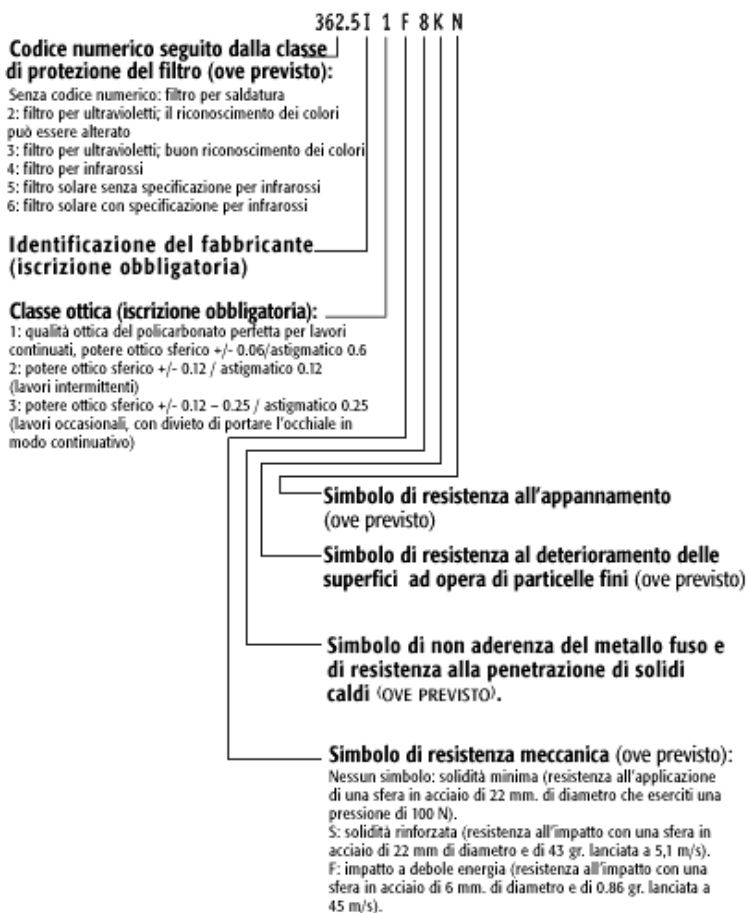 362.5I 1 F 8 K N
Codice numerico seguito dalla classe
di protezione del filtro (ove previsto):
Senza codice numerico: filtro per saldatura
2: filtro per ultravioletti; il riconoscimento dei colori
può essere alterato
3: filtro per ultravioletti; buon riconoscimento dei colori
4: filtro per infrarossi
5: filtro solare senza specificazione per infrarossi
6: filtro solare con specificazione per infrarossi
Identificazione del fabbricante
(iscrizione obbligatoria)
Classe ottica (iscrizione obbligatoria):
1: qualità ottica del policarbonato perfetta per lavori
continuati, potere ottico sferico +/- 0.06/astigmatico 0.6
2: potere ottico sferico +/- 0.12 / astigmatico 0.12
(lavori intermittenti)
3: potere ottico sferico +/- 0.12 – 0.25 / astigmatico 0.25
(lavori occasionali, con divieto di portare l'occhiale in
modo continuativo)
Simbolo di resistenza all'appannamento
(ove previsto)
Simbolo di resistenza al deterioramento delle
superfici ad opera di particelle fini (ove previsto)
Simbolo di non aderenza del metallo fuso e
di resistenza alla penetrazione di solidi
caldi (OVE PREVISTO).
Simbolo di resistenza meccanica (ove previsto):
Nessun simbolo: solidità minima (resistenza all'applicazione
di una sfera in acciaio di 22 mm. di diametro che eserciti una
pressione di 100 N).
S: solidità rinforzata (resistenza all'impatto con una sfera in
acciaio di 22 mm di diametro e di 43 gr. lanciata a 5,1 m/s).
F: impatto a debole energia (resistenza all'impatto con una
sfera in acciaio di 6 mm. di diametro e di 0.86 gr. lanciata a
45 m/s).